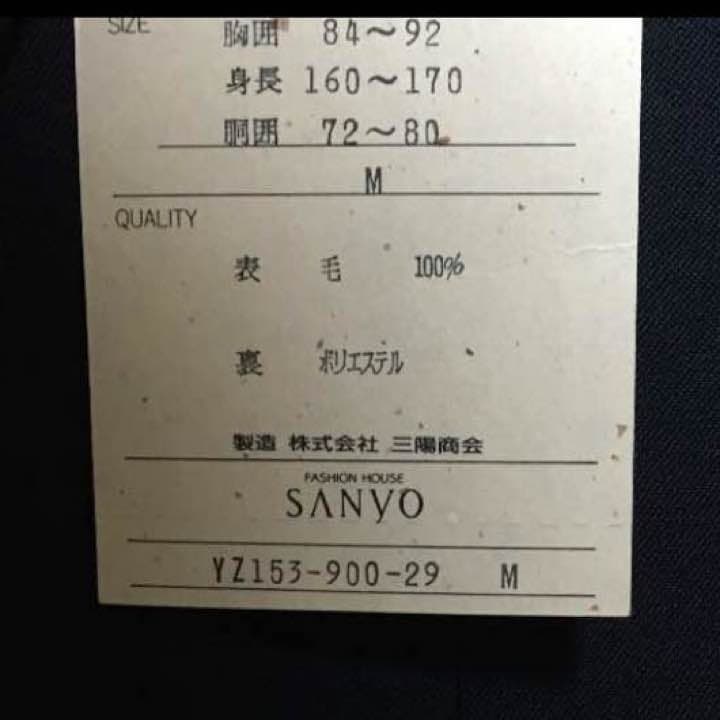 SIZE
胸囲 84～92
身長 160～170
胴囲 72～80
M
QUALITY
表 毛 100%
裏 ポリエステル
製造 株式会社 三陽商会
FASHION HOUSE
SANYO
YZ153-900-29 M